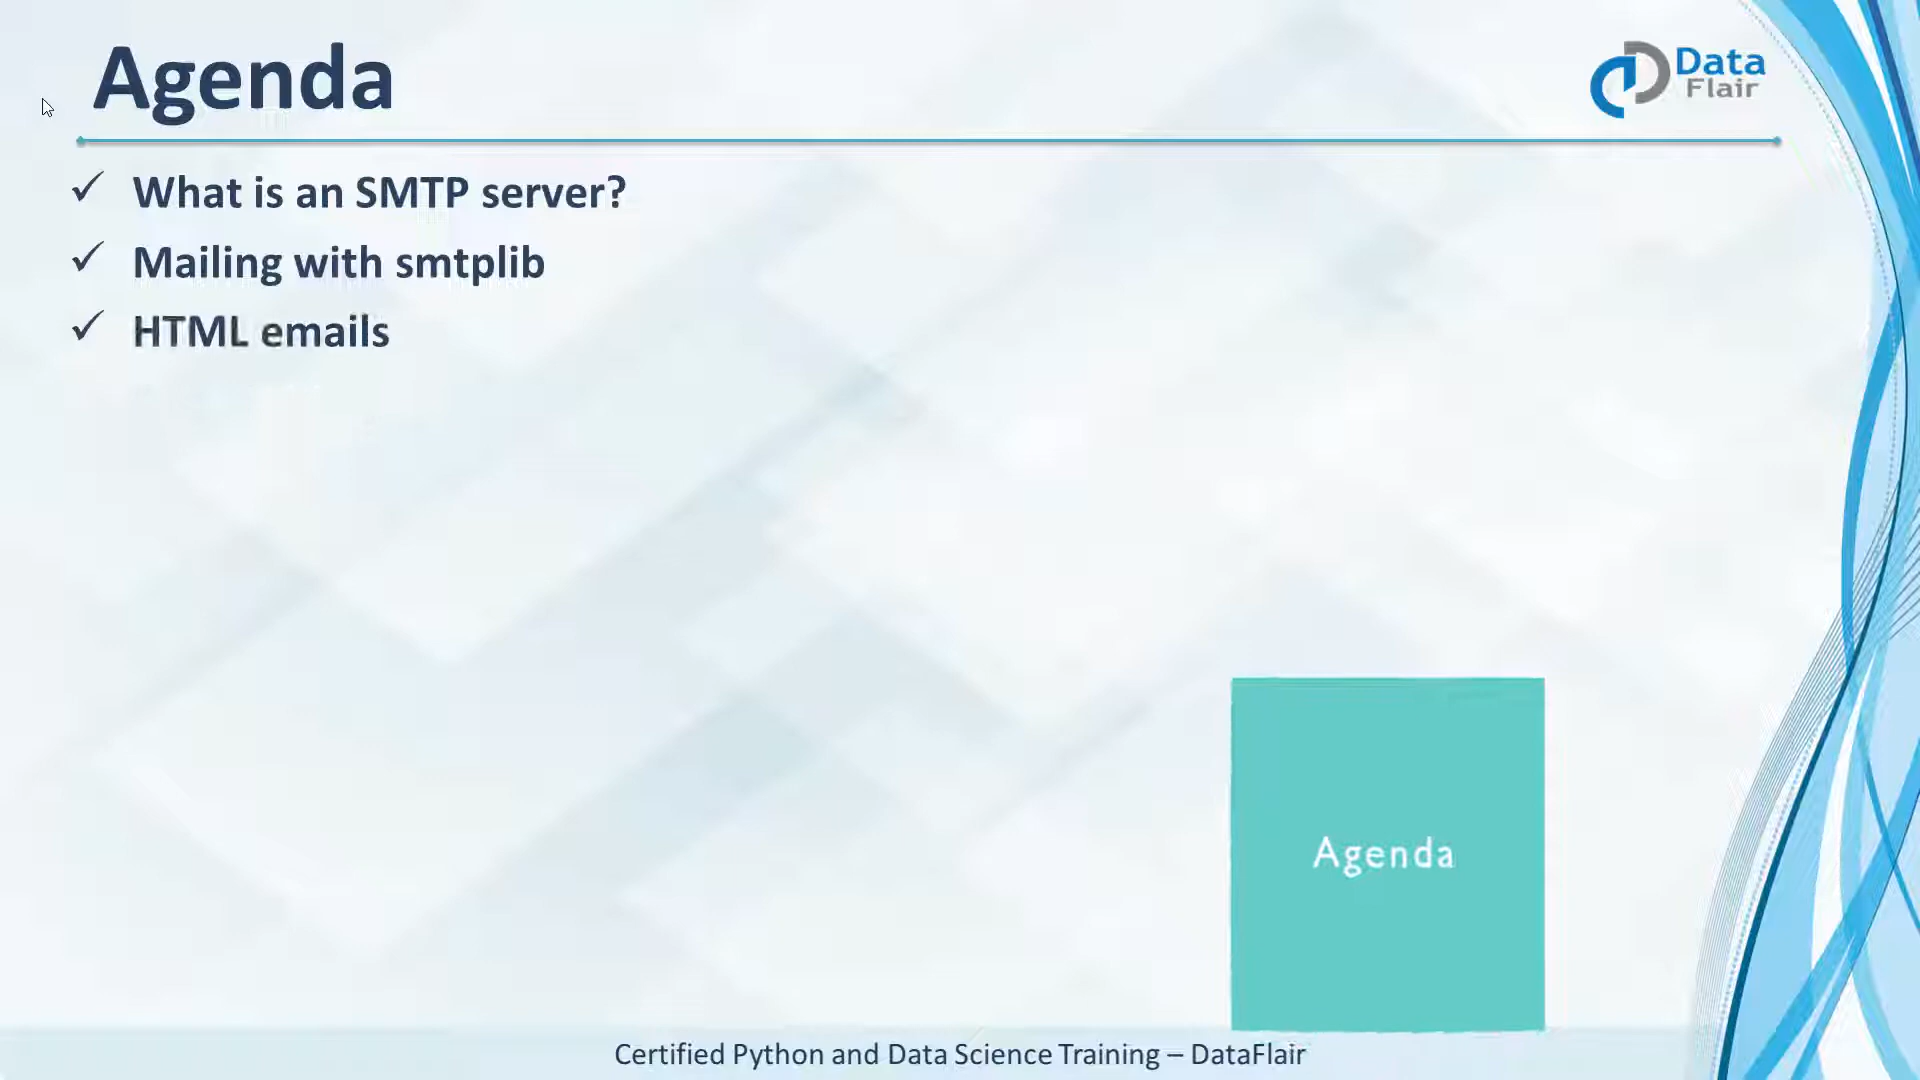 Agenda
Data
Flair
✓ What is an SMTP server?
✓ Mailing with smtplib
✓ HTML emails
Agenda
Certified Python and Data Science Training – DataFlair